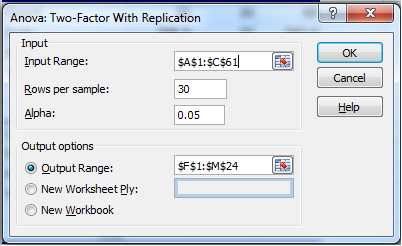 Anova: Two-Factor With Replication
Input
Input Range:
$A$1:$C$61
Rows per sample:
30
Alpha:
0.05
OK
Cancel
Help
Output options
Output Range:
$F$1:$M$24
New Worksheet Ply:
New Workbook